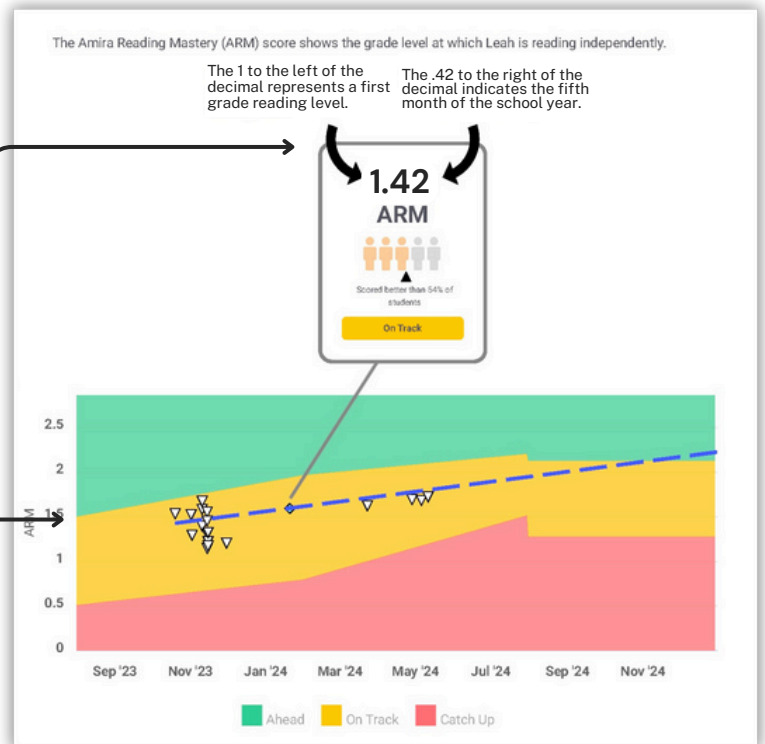 The Amira Reading Mastery (ARM) score shows the grade level at which Leah is reading independently.
The 1 to the left of the
decimal represents a first
grade reading level.
The .42 to the right of the
decimal indicates the fifth
month of the school year.
1.42
ARM
Scored better than 54% of
students
On Track
2.5
2
1
0.5
0
ARM
Sep '23
Nov '23
Jan '24
Mar '24
May '24
Jul '24
Sep '24
Nov '24
Ahead
On Track
Catch Up